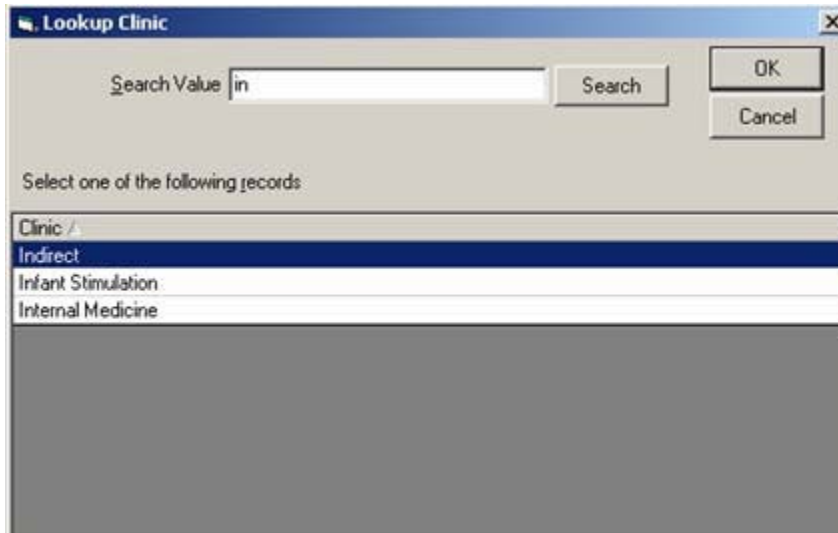 Lookup Clinic
Search Value in Search OK
Cancel
Select one of the following records
Clinic
Indirect
Infant Stimulation
Internal Medicine